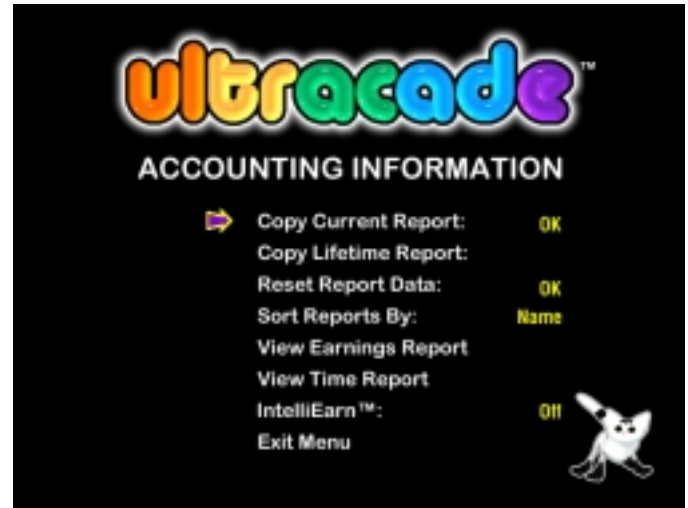 ultracade™
ACCOUNTING INFORMATION
Copy Current Report: OK
Copy Lifetime Report:
Reset Report Data: OK
Sort Reports By: Name
View Earnings Report
View Time Report
IntelliEarn™: Off
Exit Menu